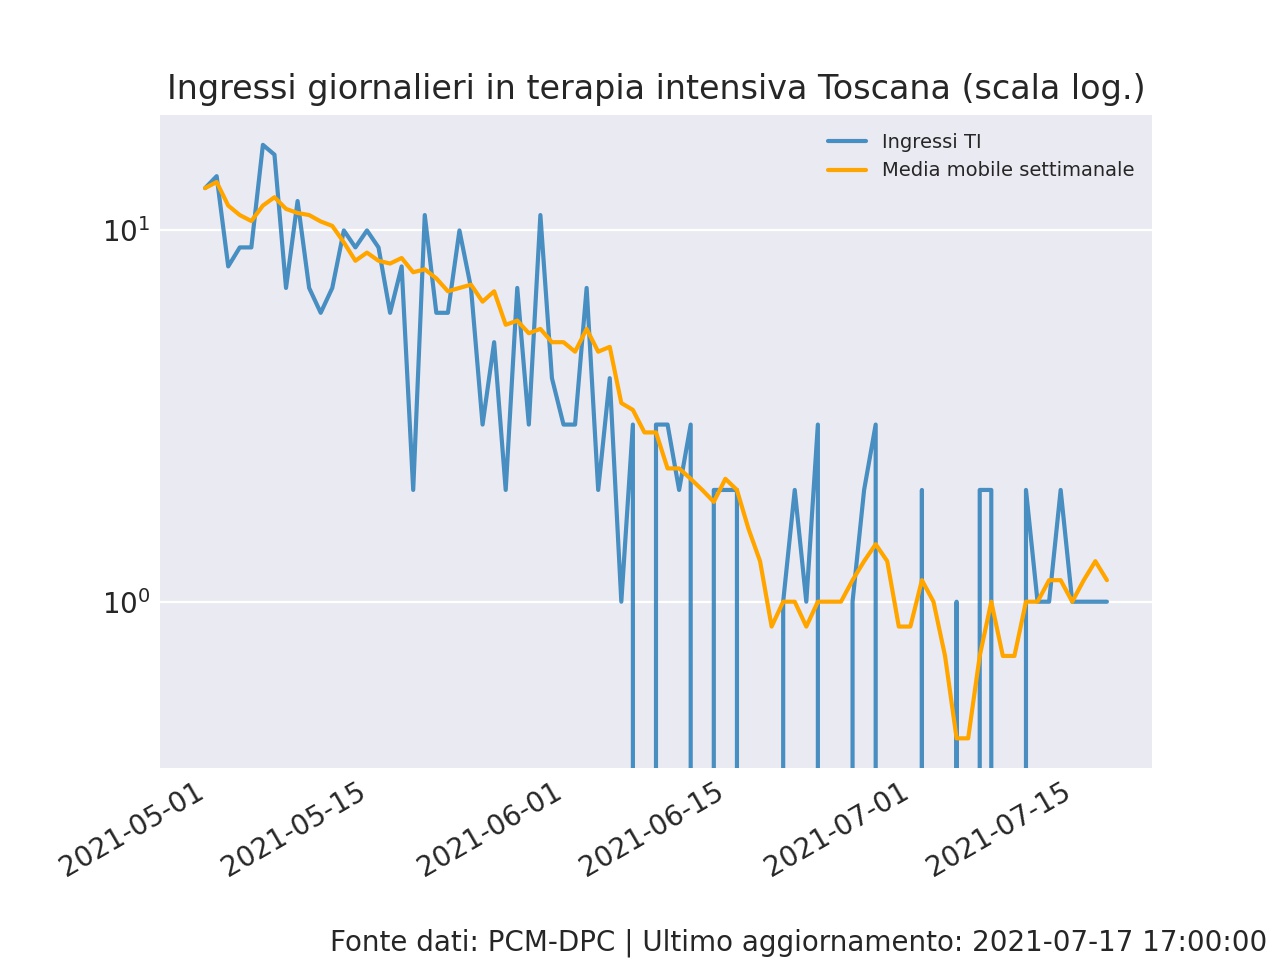 Ingressi giornalieri in terapia intensiva Toscana (scala log.)
Ingressi TI
Media mobile settimanale
10¹
10⁰
2021-05-01
2021-05-15
2021-06-01
2021-06-15
2021-07-01
2021-07-15
Fonte dati: PCM-DPC | Ultimo aggiornamento: 2021-07-17 17:00:00